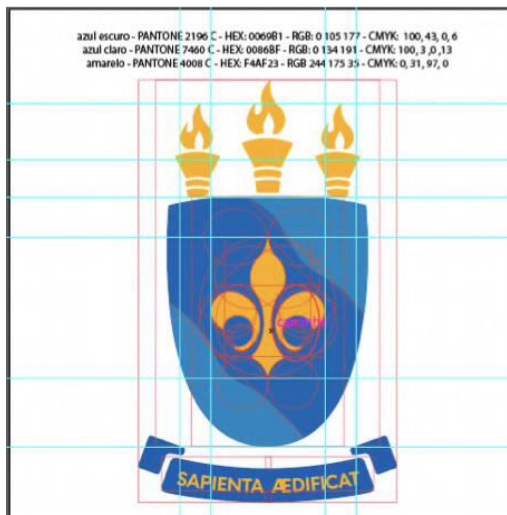 azul escuro - PANTONE 2196 C - HEX: 0069B1 - RGB: 0 105 177 - CMYK: 100, 43, 0, 6
azul claro - PANTONE 7460 C - HEX: 0086BF - RGB: 0 134 191 - CMYK: 100, 3 ,0 ,13
amarelo - PANTONE 4008 C - HEX: F4AF23 - RGB 244 175 35 - CMYK: 0, 31, 97, 0
SAPIENTA ÆDIFICAT